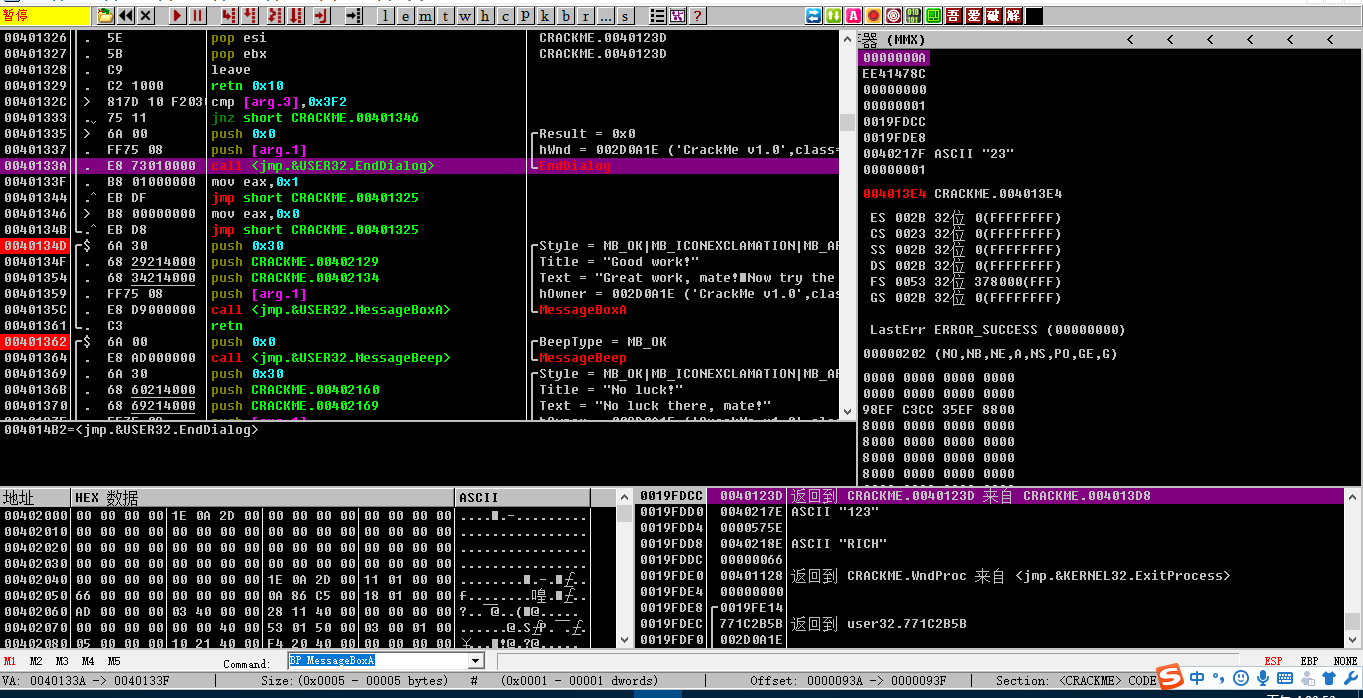 暂停 l e m t w h c p k b r ... s ? A 吾 爱 破 解
00401326 . 5E pop esi CRACKME.0040123D
00401327 . 5B pop ebx CRACKME.0040123D
00401328 . C9 leave
00401329 . C2 1000 retn 0x10
0040132C > 817D 10 F203 cmp [arg.3],0x3F2
00401333 . 75 11 jnz short CRACKME.00401346
00401335 > 6A 00 push 0x0 Result = 0x0
00401337 . FF75 08 push [arg.1] hWnd = 002D0A1E ('CrackMe v1.0',class=
0040133A . E8 73010000 call <jmp.&USER32.EndDialog> EndDialog
0040133F . B8 01000000 mov eax,0x1
00401344 .^ EB DF jmp short CRACKME.00401325
00401346 > B8 00000000 mov eax,0x0
0040134B .^ EB D8 jmp short CRACKME.00401325
0040134D $ 6A 30 push 0x30 Style = MB_OK|MB_ICONEXCLAMATION|MB_AP
0040134F . 68 29214000 push CRACKME.00402129 Title = "Good work!"
00401354 . 68 34214000 push CRACKME.00402134 Text = "Great work, mate!■Now try the
00401359 . FF75 08 push [arg.1] hOwner = 002D0A1E ('CrackMe v1.0',clas
0040135C . E8 D9000000 call <jmp.&USER32.MessageBoxA> MessageBoxA
00401361 . C3 retn
00401362 $ 6A 00 push 0x0 BeepType = MB_OK
00401364 . E8 AD000000 call <jmp.&USER32.MessageBeep> MessageBeep
00401369 . 6A 30 push 0x30 Style = MB_OK|MB_ICONEXCLAMATION|MB_AP
0040136B . 68 60214000 push CRACKME.00402160 Title = "No luck!"
00401370 . 68 69214000 push CRACKME.00402169 Text = "No luck there, mate!"
004014B2=<jmp.&USER32.EndDialog>
器 (MMX) < < < < < <
0000000A
EE41478C
00000000
00000001
0019FDCC
0019FDE8
0040217F ASCII "23"
00000001
004013E4 CRACKME.004013E4
ES 002B 32位 0(FFFFFFFF)
CS 0023 32位 0(FFFFFFFF)
SS 002B 32位 0(FFFFFFFF)
DS 002B 32位 0(FFFFFFFF)
FS 0053 32位 378000(FFF)
GS 002B 32位 0(FFFFFFFF)
LastErr ERROR_SUCCESS (00000000)
00000202 (NO,NB,NE,A,NS,PO,GE,G)
0000 0000 0000 0000
0000 0000 0000 0000
98EF C3CC 35EF 8800
8000 0000 0000 0000
8000 0000 0000 0000
8000 0000 0000 0000
8000 0000 0000 0000
地址 HEX 数据 ASCII
00402000 00 00 00 00 1E 0A 2D 00 00 00 00 00 00 00 00 00 ....■.-.........
00402010 00 00 00 00 00 00 00 00 00 00 00 00 00 00 00 00 ................
00402020 00 00 00 00 00 00 00 00 00 00 00 00 00 00 00 00 ................
00402030 00 00 00 00 00 00 00 00 00 00 00 00 00 00 00 00 ................
00402040 00 00 00 00 00 00 00 00 1E 0A 2D 00 11 01 00 00
00402050 66 00 00 00 00 00 00 00 0A 86 C5 00 18 01 00 00
00402060 AD 00 00 00 03 40 00 00 28 11 40 00 00 00 00 00
00402070 00 00 00 00 00 00 40 00 53 01 50 00 03 00 01 00
00402080 05 00 00 00 10 21 40 00 F4 20 40 00 00 00 00 00
0019FDCC 0040123D 返回到 CRACKME.0040123D 来自 CRACKME.004013D8
0019FDD0 0040217E ASCII "123"
0019FDD4 0000575E
0019FDD8 0040218E ASCII "RICH"
0019FDDC 00000066
0019FDE0 00401128 返回到 CRACKME.WndProc 来自 <jmp.&KERNEL32.ExitProcess>
0019FDE4 00000000
0019FDE8 0019FE14
0019FDEC 771C2B5B 返回到 user32.771C2B5B
0019FDF0 002D0A1E
M1 M2 M3 M4 M5 Command: BP MessageBoxA ESP EBP NONE
VA: 0040133A -> 0040133F Size:(0x0005 - 00005 bytes) # (0x0001 - 00001 dwords) Offset: 0000093A -> 0000093F Section: <CRACKME> CODE
S 中